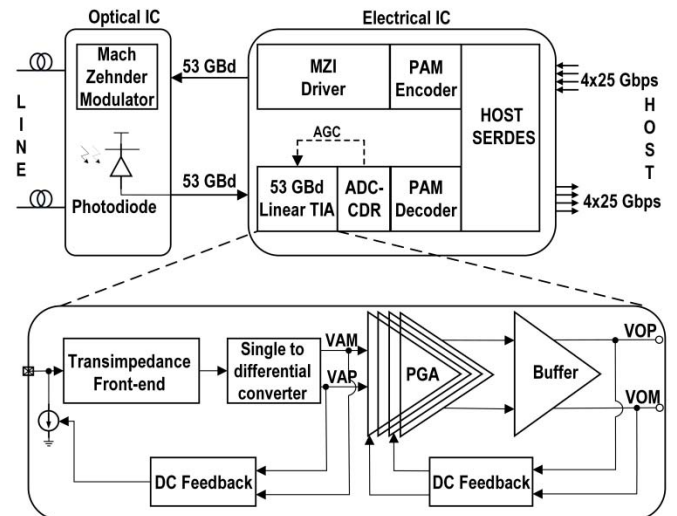 Optical IC
Electrical IC
Mach
Zehnder
Modulator
53 GBd
MZI
Driver
PAM
Encoder
HOST
SERDES
4x25 Gbps
L
I
N
E
H
O
S
T
AGC
Photodiode
53 GBd
53 GBd
Linear TIA
ADC-
CDR
PAM
Decoder
4x25 Gbps
Transimpedance
Front-end
Single to
differential
converter
VAM
VAP
PGA
Buffer
VOP
VOM
DC Feedback
DC Feedback